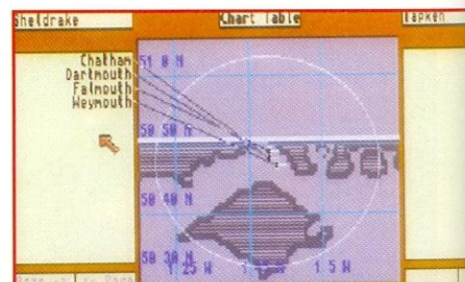 Sheldrake Chart Table Tapken
Chatham
Dartmouth
Falmouth
Weymouth
51 0 N
50 50 N
50 40 N
50 30 N
1 25 W 1 5 W